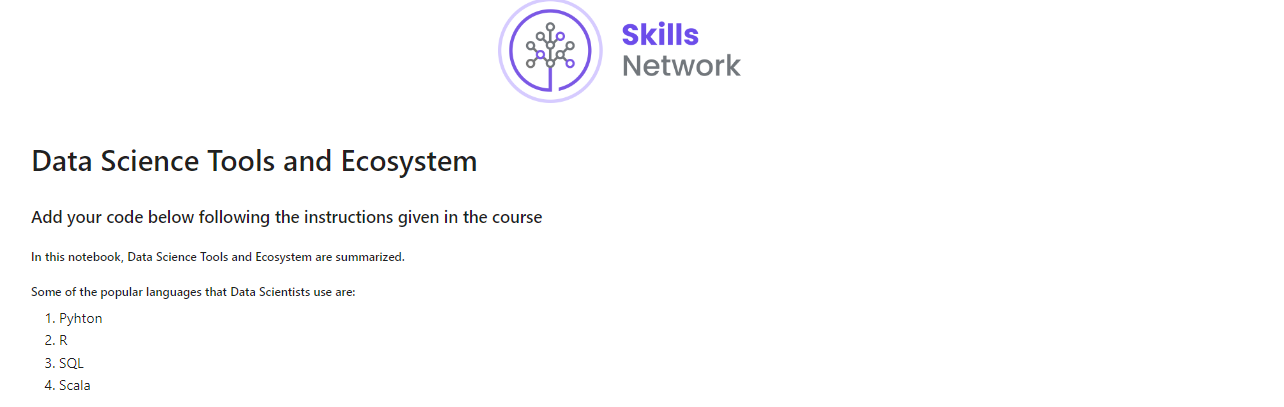 Skills
Network
Data Science Tools and Ecosystem
Add your code below following the instructions given in the course
In this notebook, Data Science Tools and Ecosystem are summarized.
Some of the popular languages that Data Scientists use are:
1. Pyhton
2. R
3. SQL
4. Scala